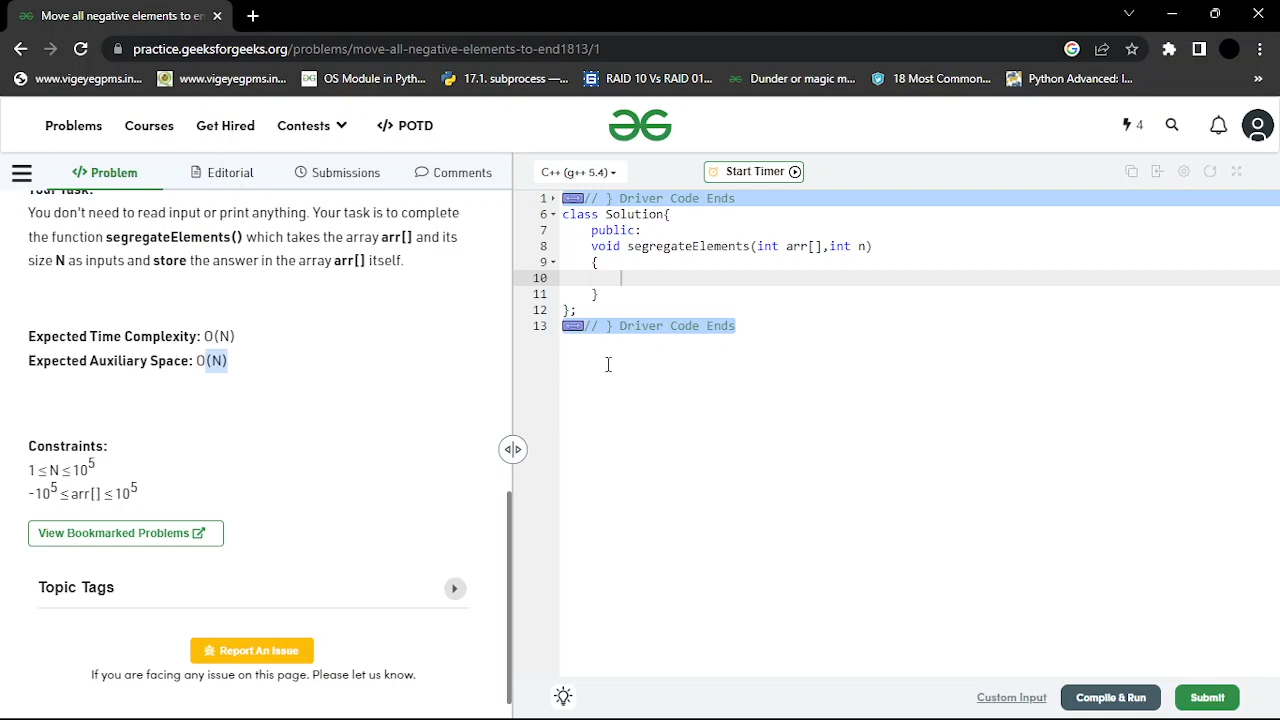 Move all negative elements to en
practice.geeksforgeeks.org/problems/move-all-negative-elements-to-end1813/1
www.vigeyegpms.in... www.vigeyegpms.in... OS Module in Pyth... 17.1. subprocess —... RAID 10 Vs RAID 01... Dunder or magic m... 18 Most Common... Python Advanced: I... »
Problems Courses Get Hired Contests </> POTD 4
</> Problem Editorial Submissions Comments C++ (g++ 5.4) Start Timer
Your Task:
You don't need to read input or print anything. Your task is to complete
the function segregateElements() which takes the array arr[] and its
size N as inputs and store the answer in the array arr[] itself.
Expected Time Complexity: O(N)
Expected Auxiliary Space: O(N)
Constraints:
1 ≤ N ≤ 10^5
-10^5 ≤ arr[] ≤ 10^5
View Bookmarked Problems
Topic Tags
Report An Issue
If you are facing any issue on this page. Please let us know.
1 // } Driver Code Ends
6 class Solution{
7 public:
8 void segregateElements(int arr[],int n)
9 {
10
11 }
12 };
13 // } Driver Code Ends
Custom Input Compile & Run Submit